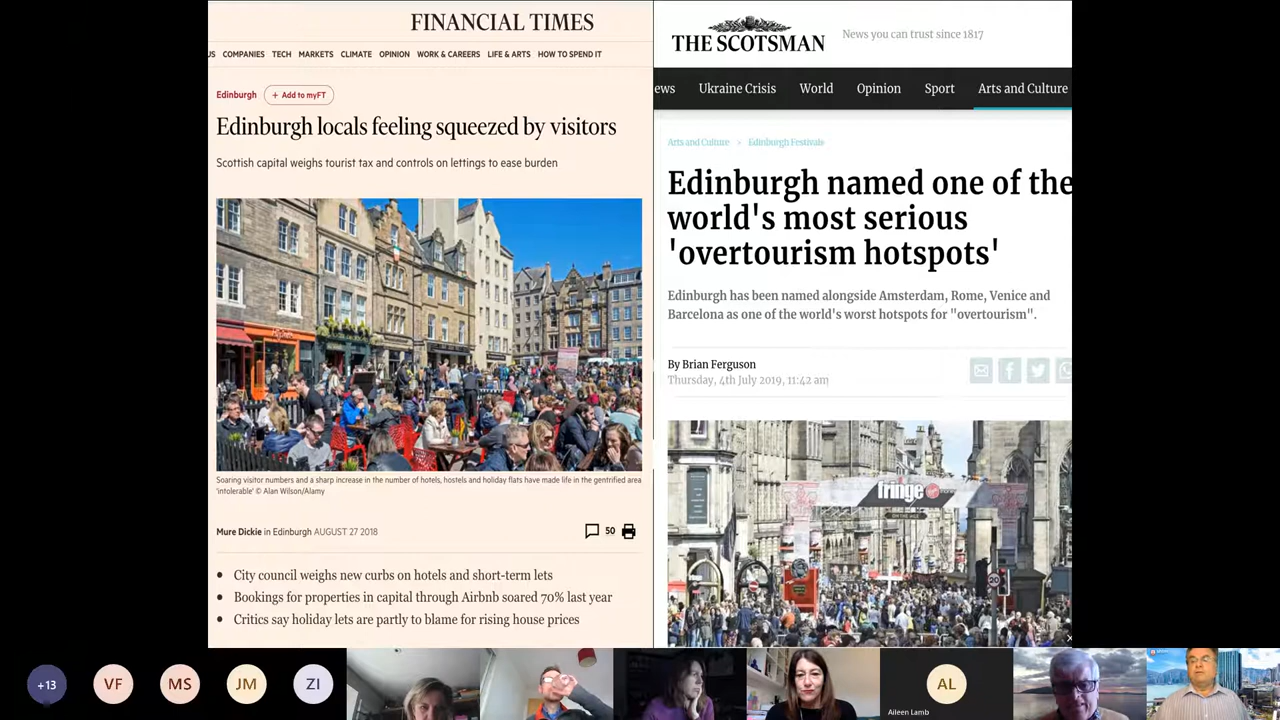 FINANCIAL TIMES
COMPANIES TECH MARKETS CLIMATE OPINION WORK & CAREERS LIFE & ARTS HOW TO SPEND IT
Edinburgh + Add to myFT
Edinburgh locals feeling squeezed by visitors
Scottish capital weighs tourist tax and controls on lettings to ease burden
Soaring visitor numbers and a sharp increase in the number of hotels, hostels and holiday flats have made life in the gentrified area
'intolerable' © Alan Wilson/Alamy
Mure Dickie in Edinburgh AUGUST 27 2018
50
• City council weighs new curbs on hotels and short-term lets
• Bookings for properties in capital through Airbnb soared 70% last year
• Critics say holiday lets are partly to blame for rising house prices
THE SCOTSMAN
News you can trust since 1817
ews Ukraine Crisis World Opinion Sport Arts and Culture
Arts and Culture > Edinburgh Festivals
Edinburgh named one of the
world's most serious
'overtourism hotspots'
Edinburgh has been named alongside Amsterdam, Rome, Venice and
Barcelona as one of the world's worst hotspots for "overtourism".
By Brian Ferguson
Thursday, 4th July 2019, 11:42 am
fringe
ON THE MILE
20
+13
VF
MS
JM
ZI
AL
Aileen Lamb